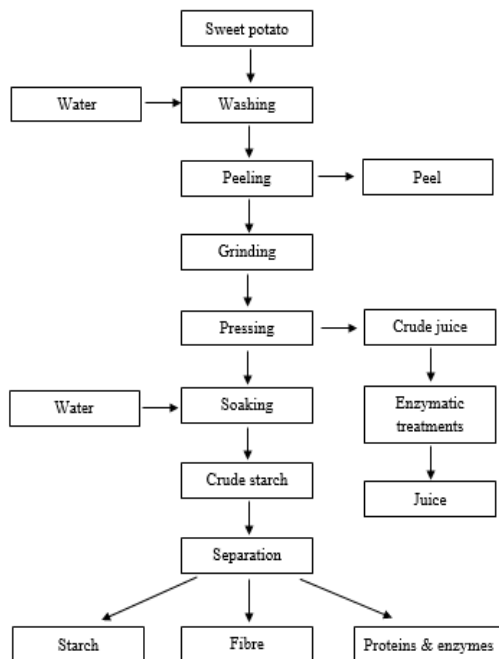 Sweet potato
Water
Washing
Peeling
Peel
Grinding
Pressing
Crude juice
Water
Soaking
Enzymatic
treatments
Crude starch
Juice
Separation
Starch
Fibre
Proteins & enzymes